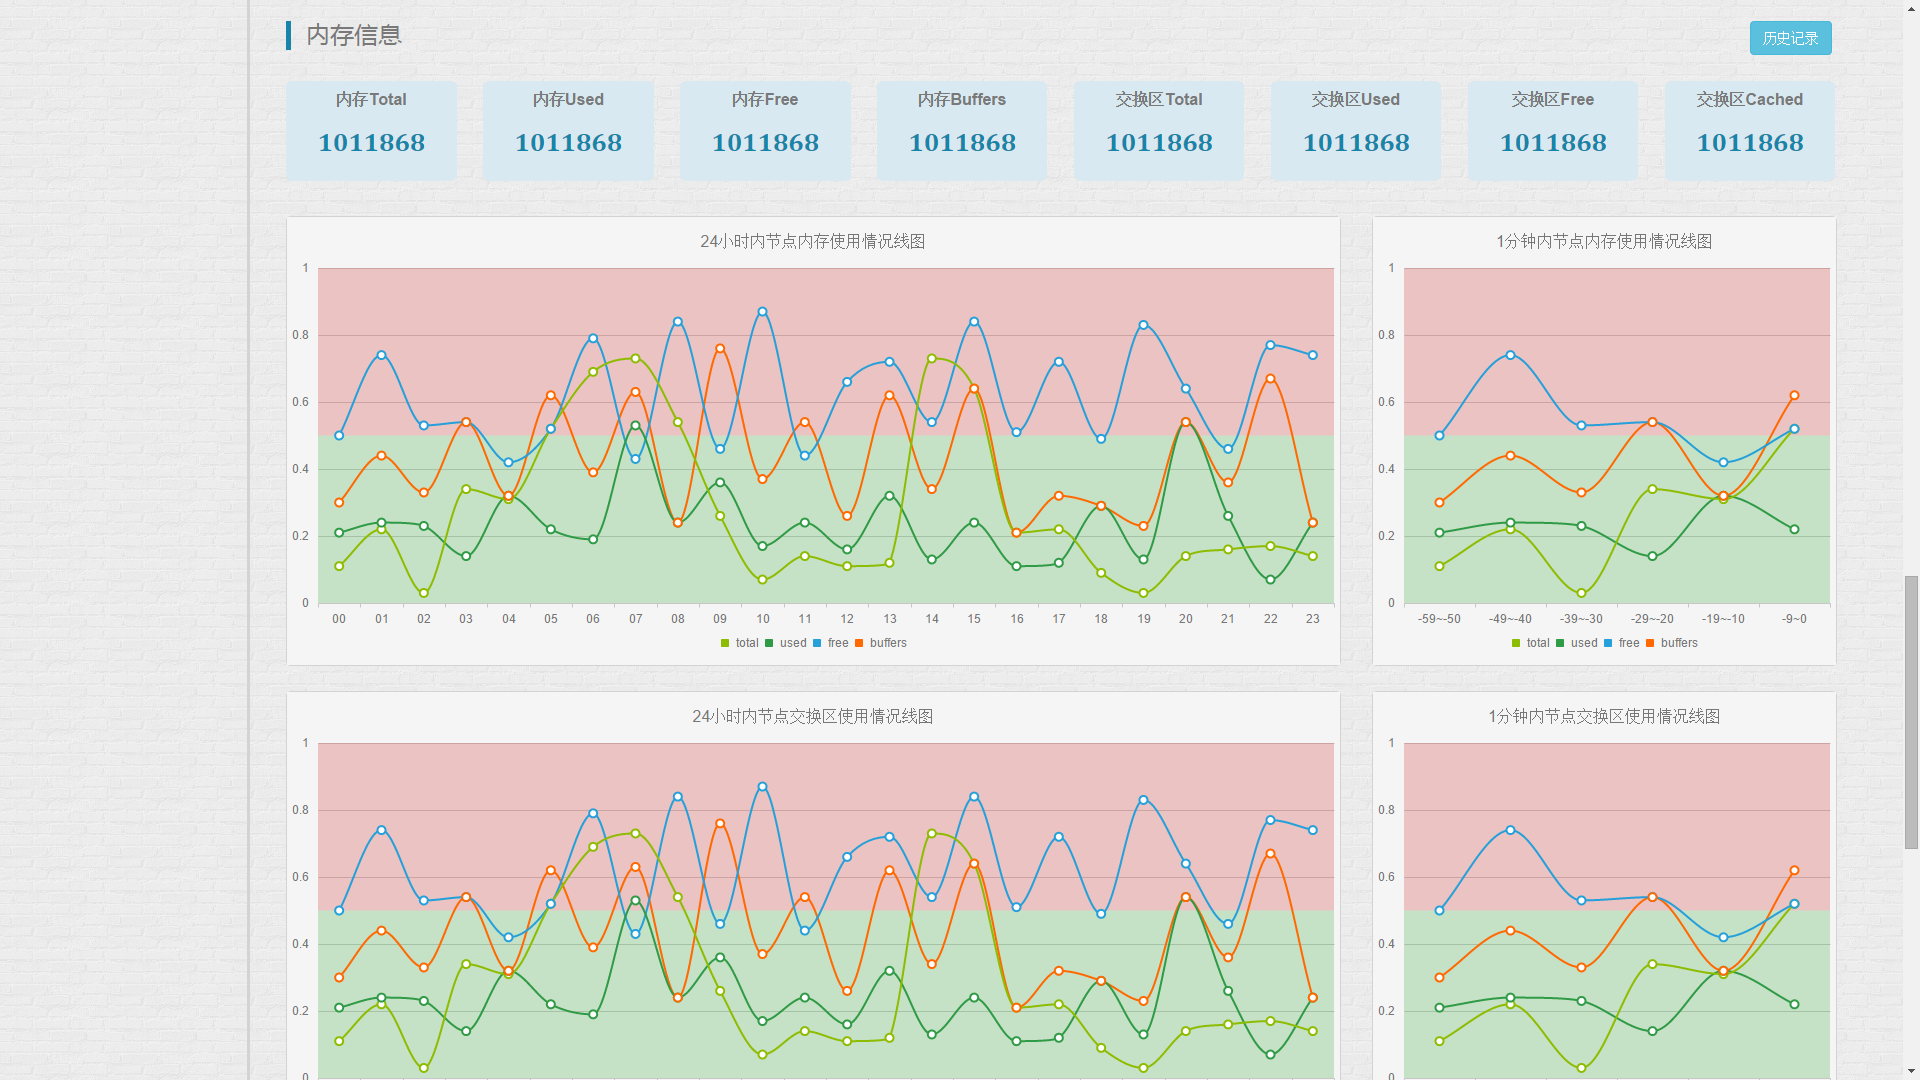 内存信息
历史记录
内存Total 内存Used 内存Free 内存Buffers 交换区Total 交换区Used 交换区Free 交换区Cached
1011868 1011868 1011868 1011868 1011868 1011868 1011868 1011868
24小时内节点内存使用情况线图
1
0.8
0.6
0.4
0.2
0
00 01 02 03 04 05 06 07 08 09 10 11 12 13 14 15 16 17 18 19 20 21 22 23
total used free buffers
1分钟内节点内存使用情况线图
1
0.8
0.6
0.4
0.2
0
-59~-50 -49~-40 -39~-30 -29~-20 -19~-10 -9~0
total used free buffers
24小时内节点交换区使用情况线图
1
0.8
0.6
0.4
0.2
0
1分钟内节点交换区使用情况线图
1
0.8
0.6
0.4
0.2
0